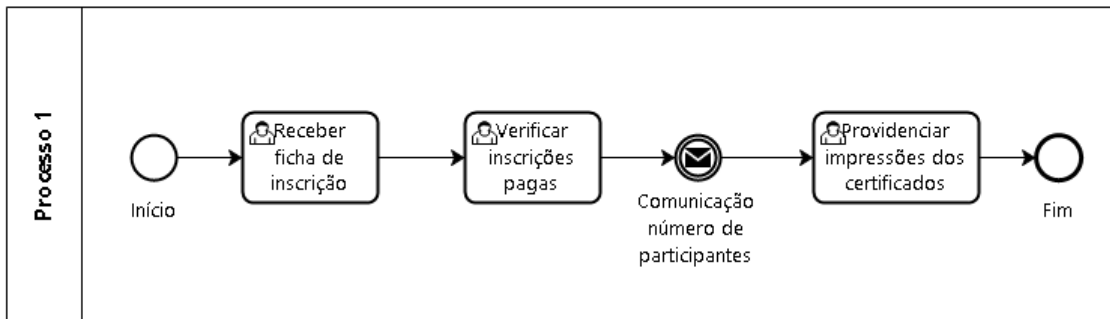 Processo 1
Início
Receber
ficha de
inscrição
Verificar
inscrições
pagas
Comunicação
número de
participantes
Providenciar
impressões dos
certificados
Fim